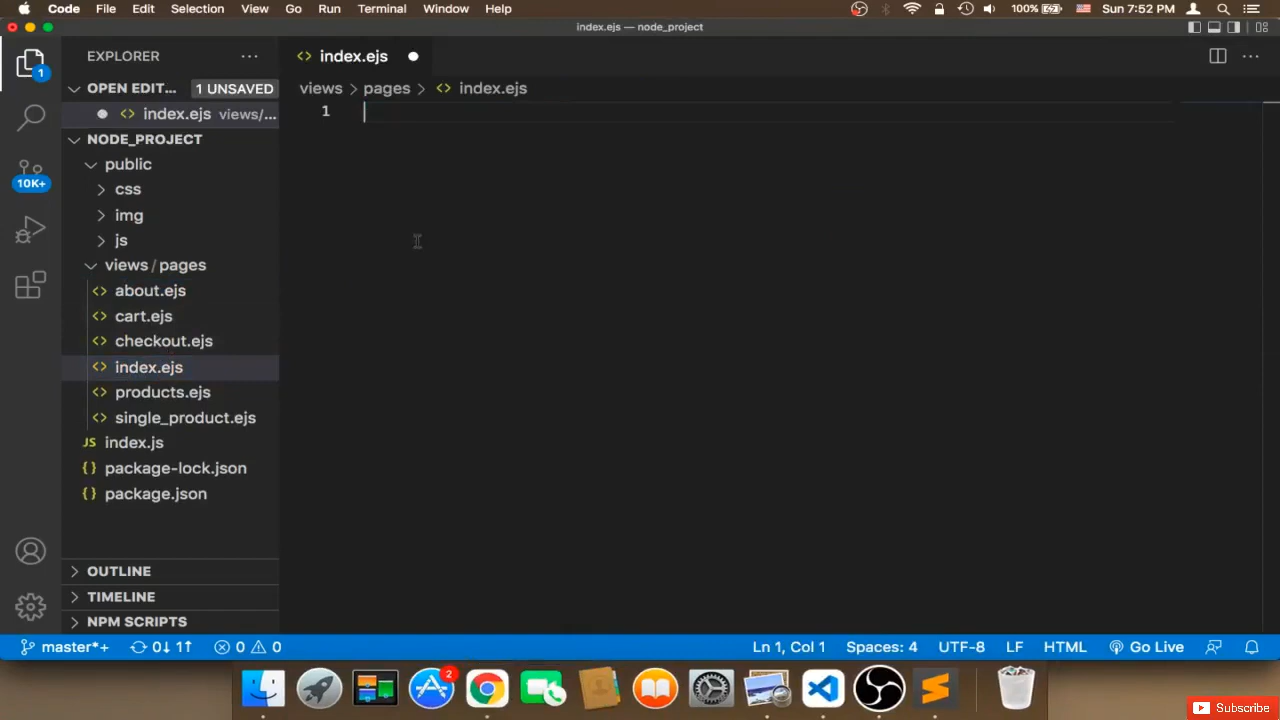 Code File Edit Selection View Go Run Terminal Window Help 100% Sun 7:52 PM
index.ejs — node_project
EXPLORER
index.ejs
1
OPEN EDIT... 1 UNSAVED
views > pages > index.ejs
index.ejs views/...
1
NODE_PROJECT
public
css
10K+
img
js
views / pages
about.ejs
cart.ejs
checkout.ejs
index.ejs
products.ejs
single_product.ejs
JS index.js
{} package-lock.json
{} package.json
OUTLINE
TIMELINE
NPM SCRIPTS
master*+ 0↓ 1↑ 0 0 Ln 1, Col 1 Spaces: 4 UTF-8 LF HTML Go Live
2
Subscribe